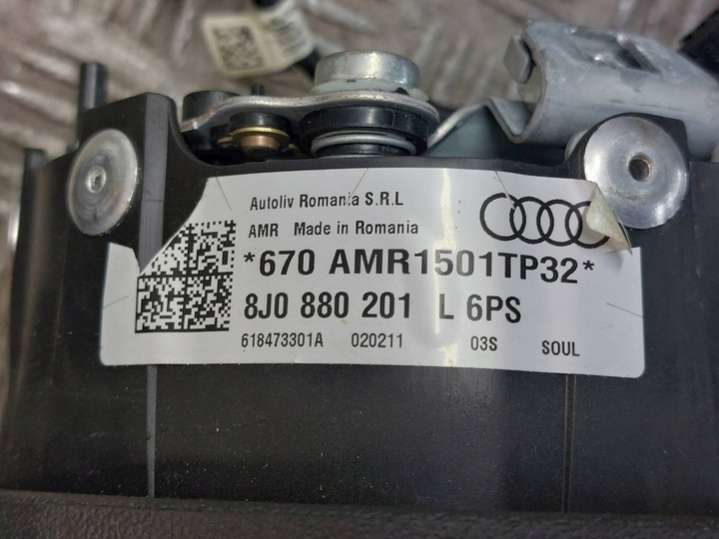 Autoliv Romania S.R.L
AMR Made in Romania
*670 AMR1501TP32*
8J0 880 201 L 6PS
618473301A 020211 03S SOUL